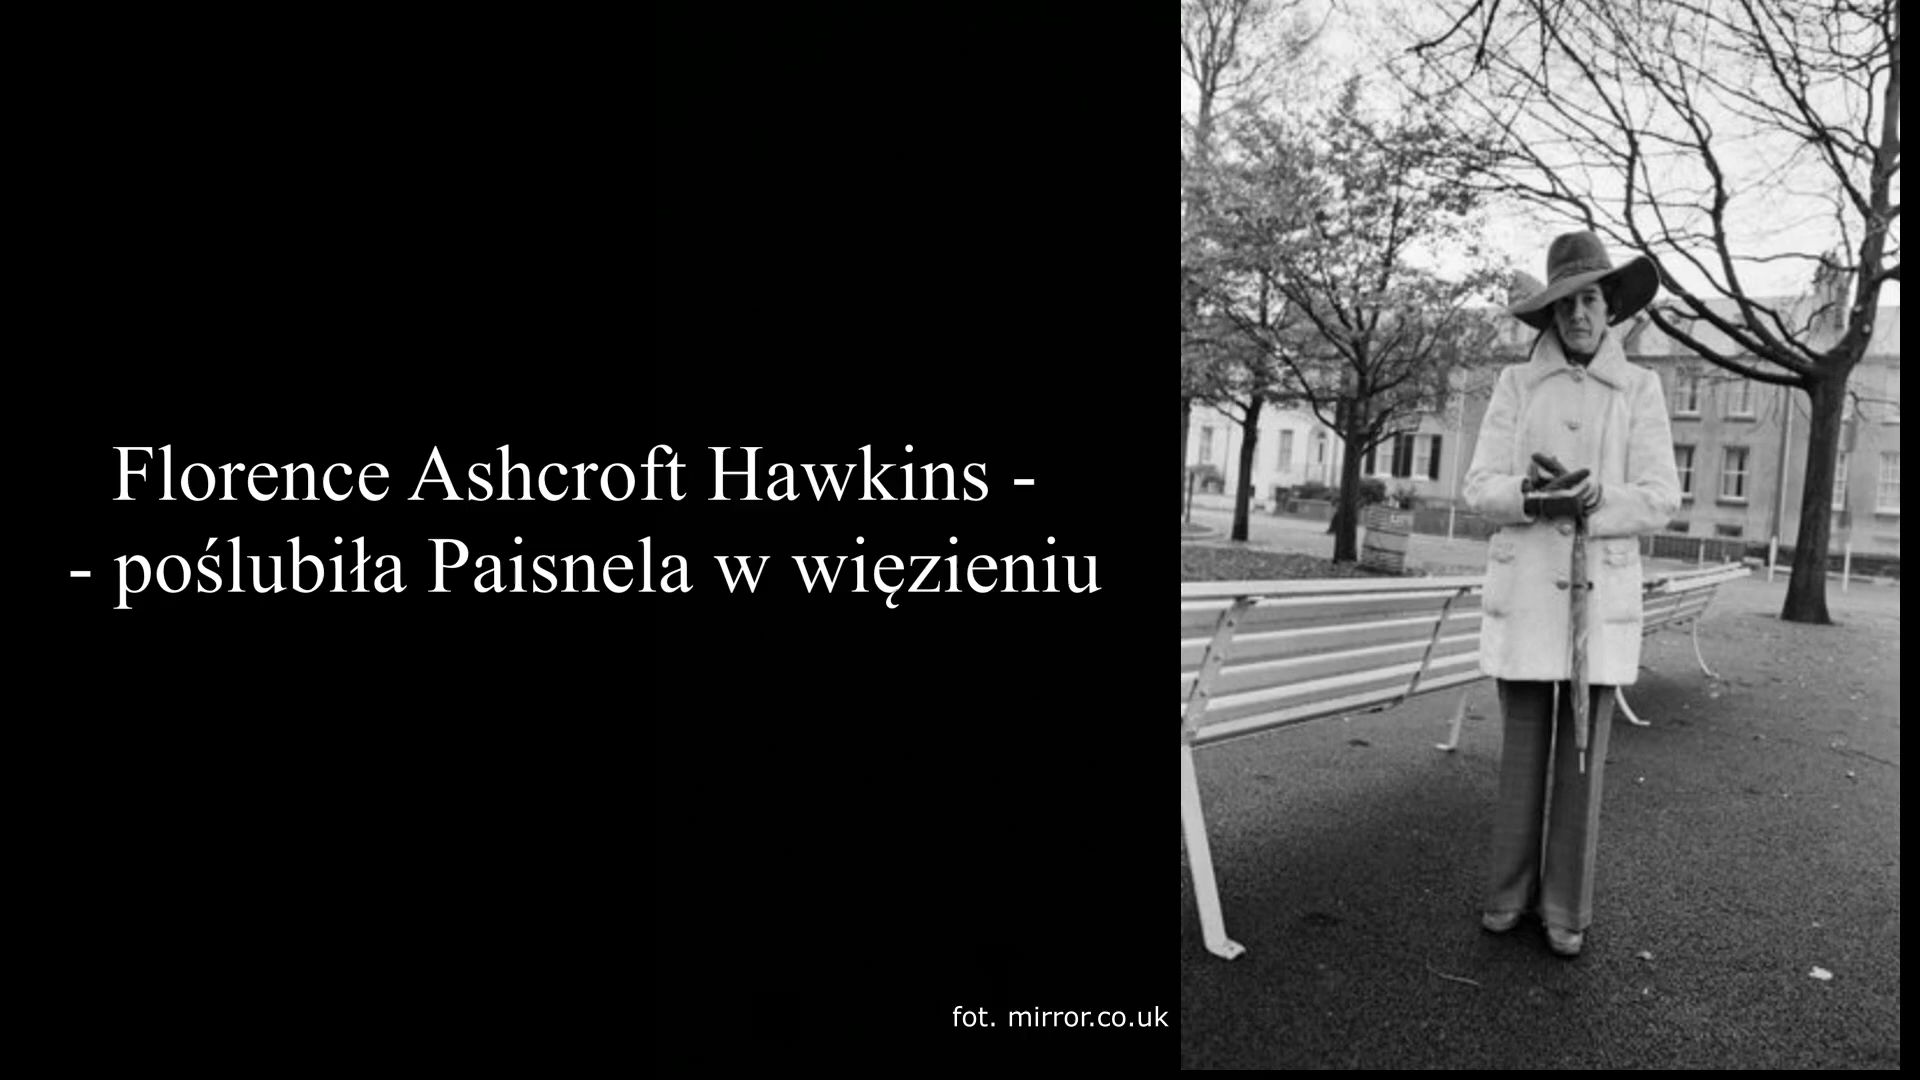 Florence Ashcroft Hawkins -
- poślubiła Paisnela w więzieniu
fot. mirror.co.uk